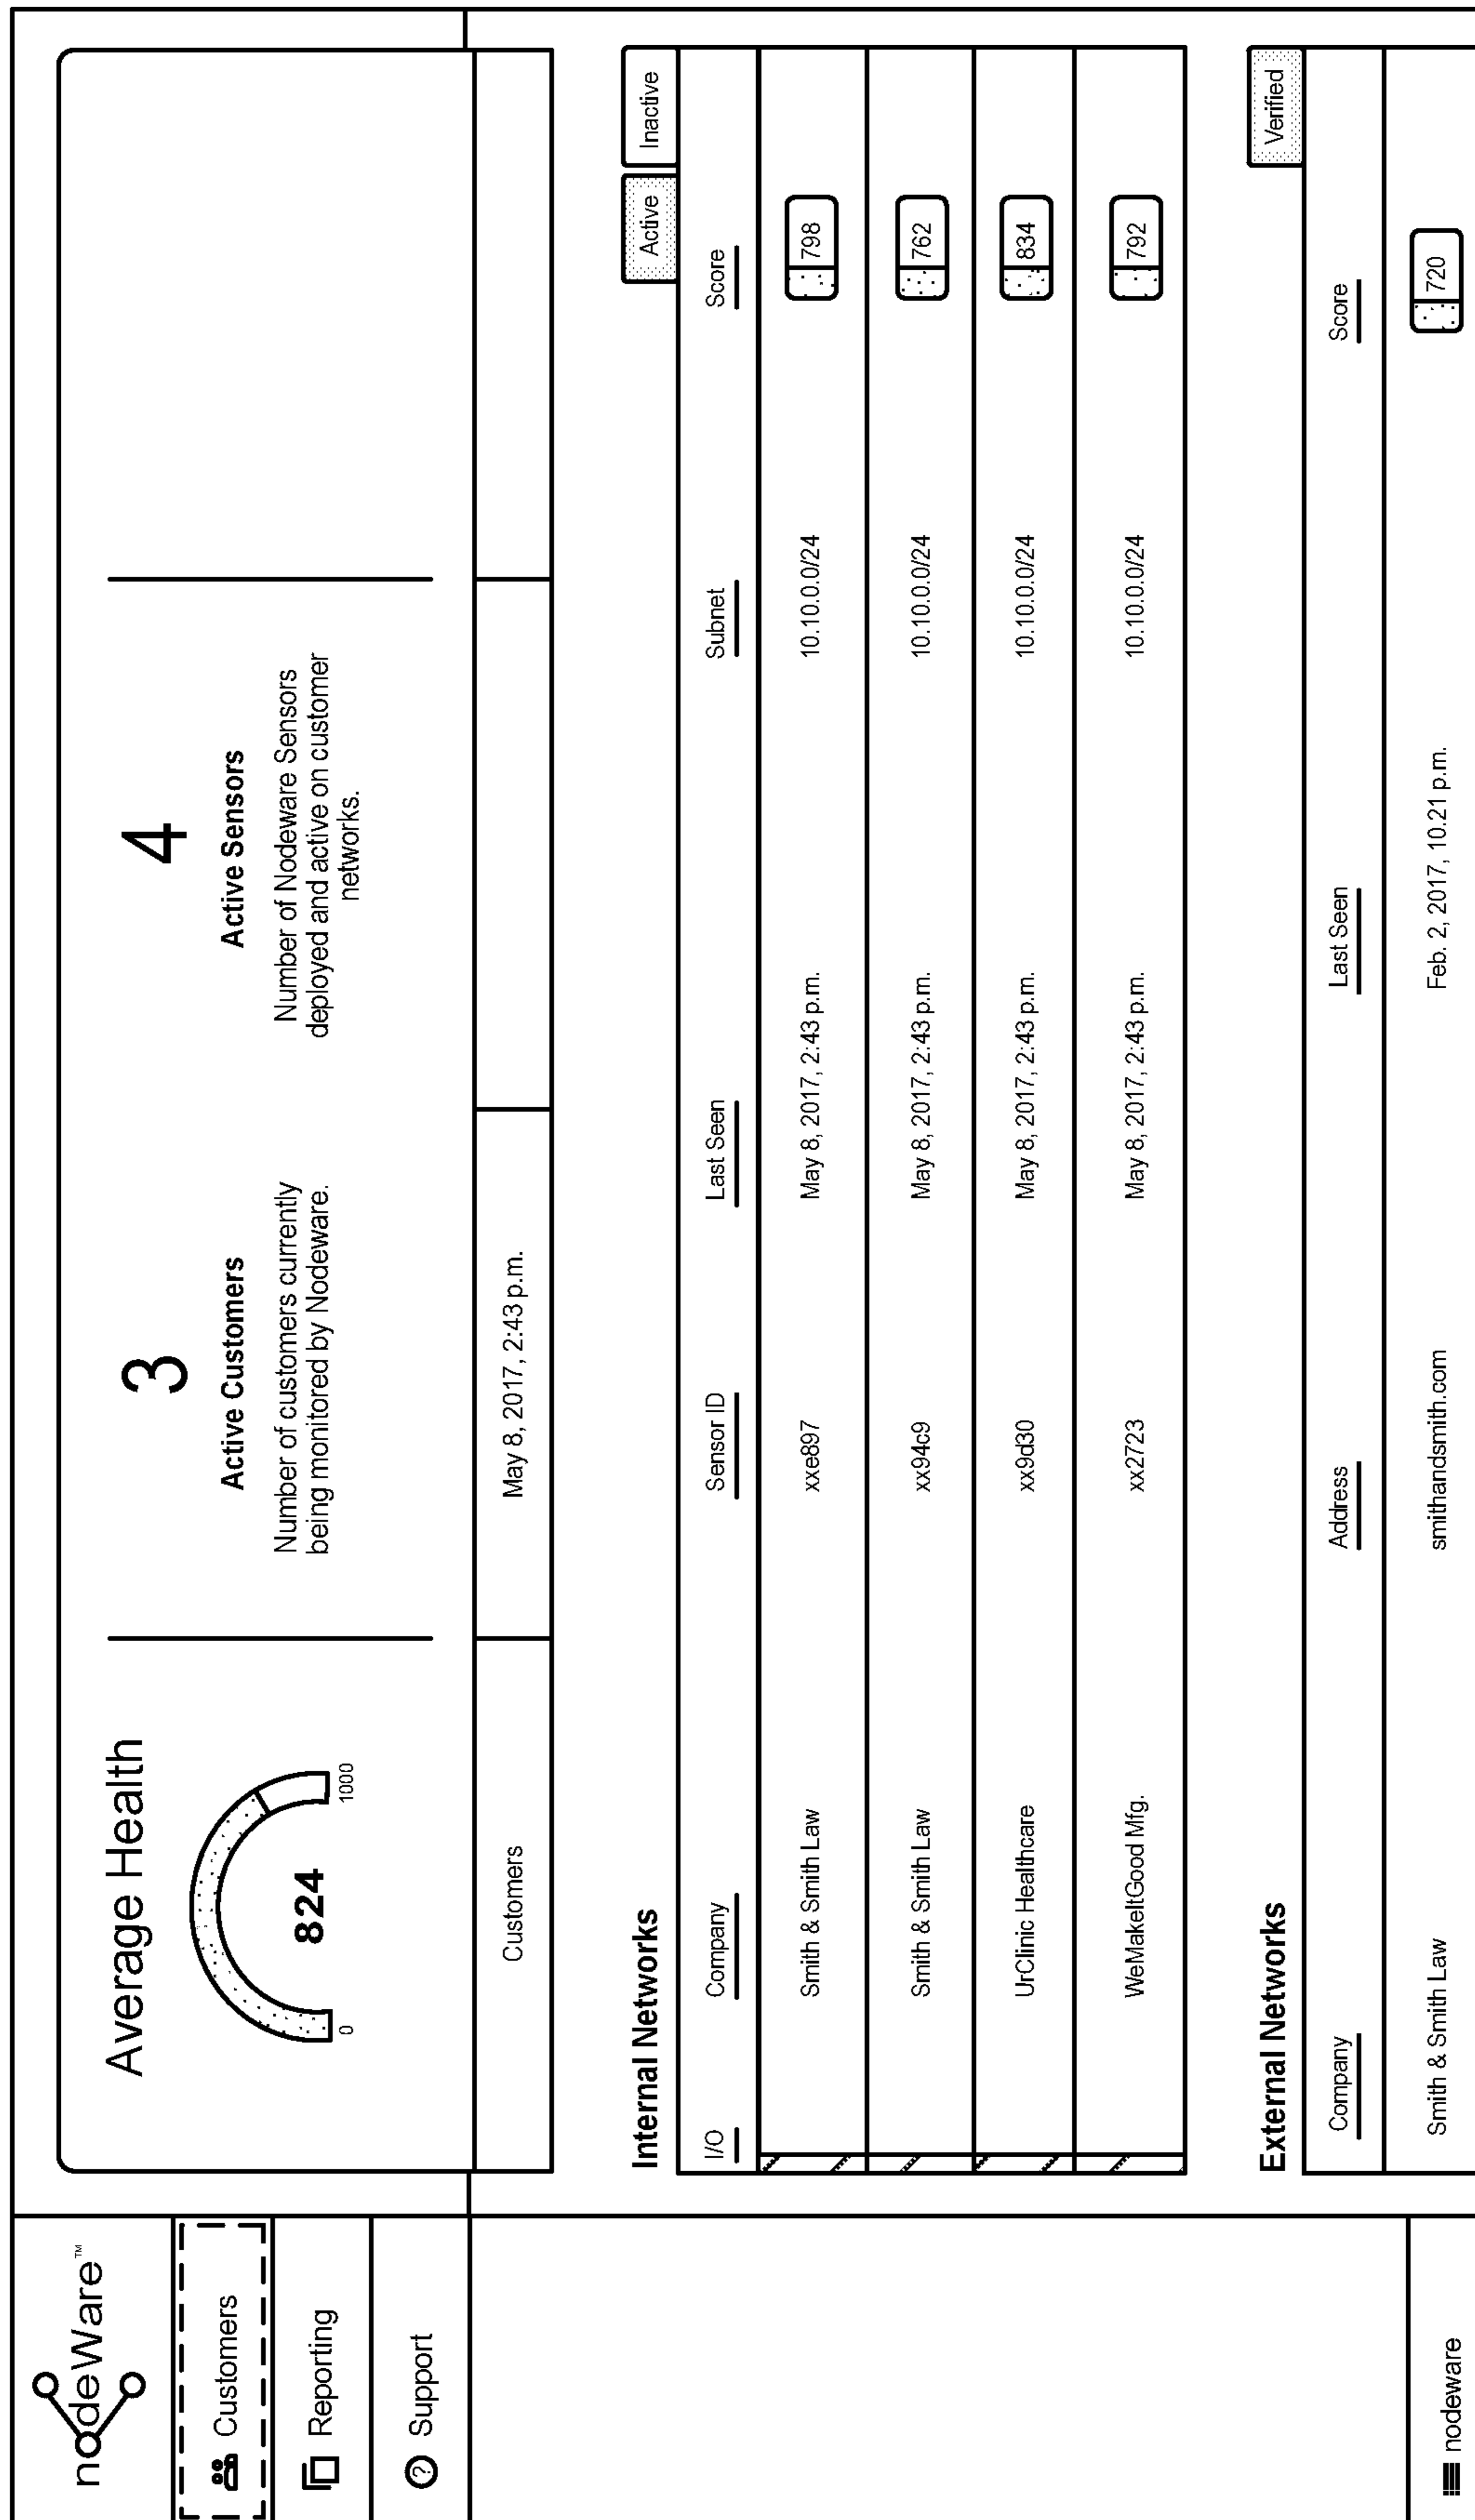 nodeWare™
Customers
Reporting
Support
nodeware
Average Health
824
0
1000
3
Active Customers
Number of customers currently
being monitored by Nodeware.
4
Active Sensors
Number of Nodeware Sensors
deployed and active on customer
networks.
Customers May 8, 2017, 2:43 p.m.
Internal Networks Active Inactive
I/O Company Sensor ID Last Seen Subnet Score
Smith & Smith Law xxe897 May 8, 2017, 2:43 p.m. 10.10.0.0/24 798
Smith & Smith Law xx94c9 May 8, 2017, 2:43 p.m. 10.10.0.0/24 762
UrClinic Healthcare xx9d30 May 8, 2017, 2:43 p.m. 10.10.0.0/24 834
WeMakeItGood Mfg. xx2723 May 8, 2017, 2:43 p.m. 10.10.0.0/24 792
External Networks Verified
Company Address Last Seen Score
Smith & Smith Law smithandsmith.com Feb. 2, 2017, 10.21 p.m. 720